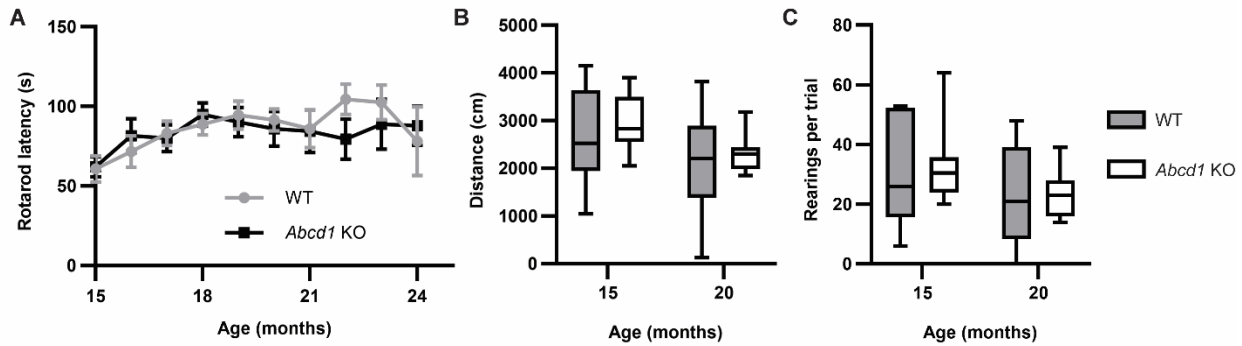 A
Rotarod latency (s)
150
100
50
0
15
18
21
24
Age (months)
WT
Abcd1 KO
B
Distance (cm)
5000
4000
3000
2000
1000
0
15
20
Age (months)
C
Rearings per trial
80
60
40
20
0
15
20
Age (months)
WT
Abcd1 KO